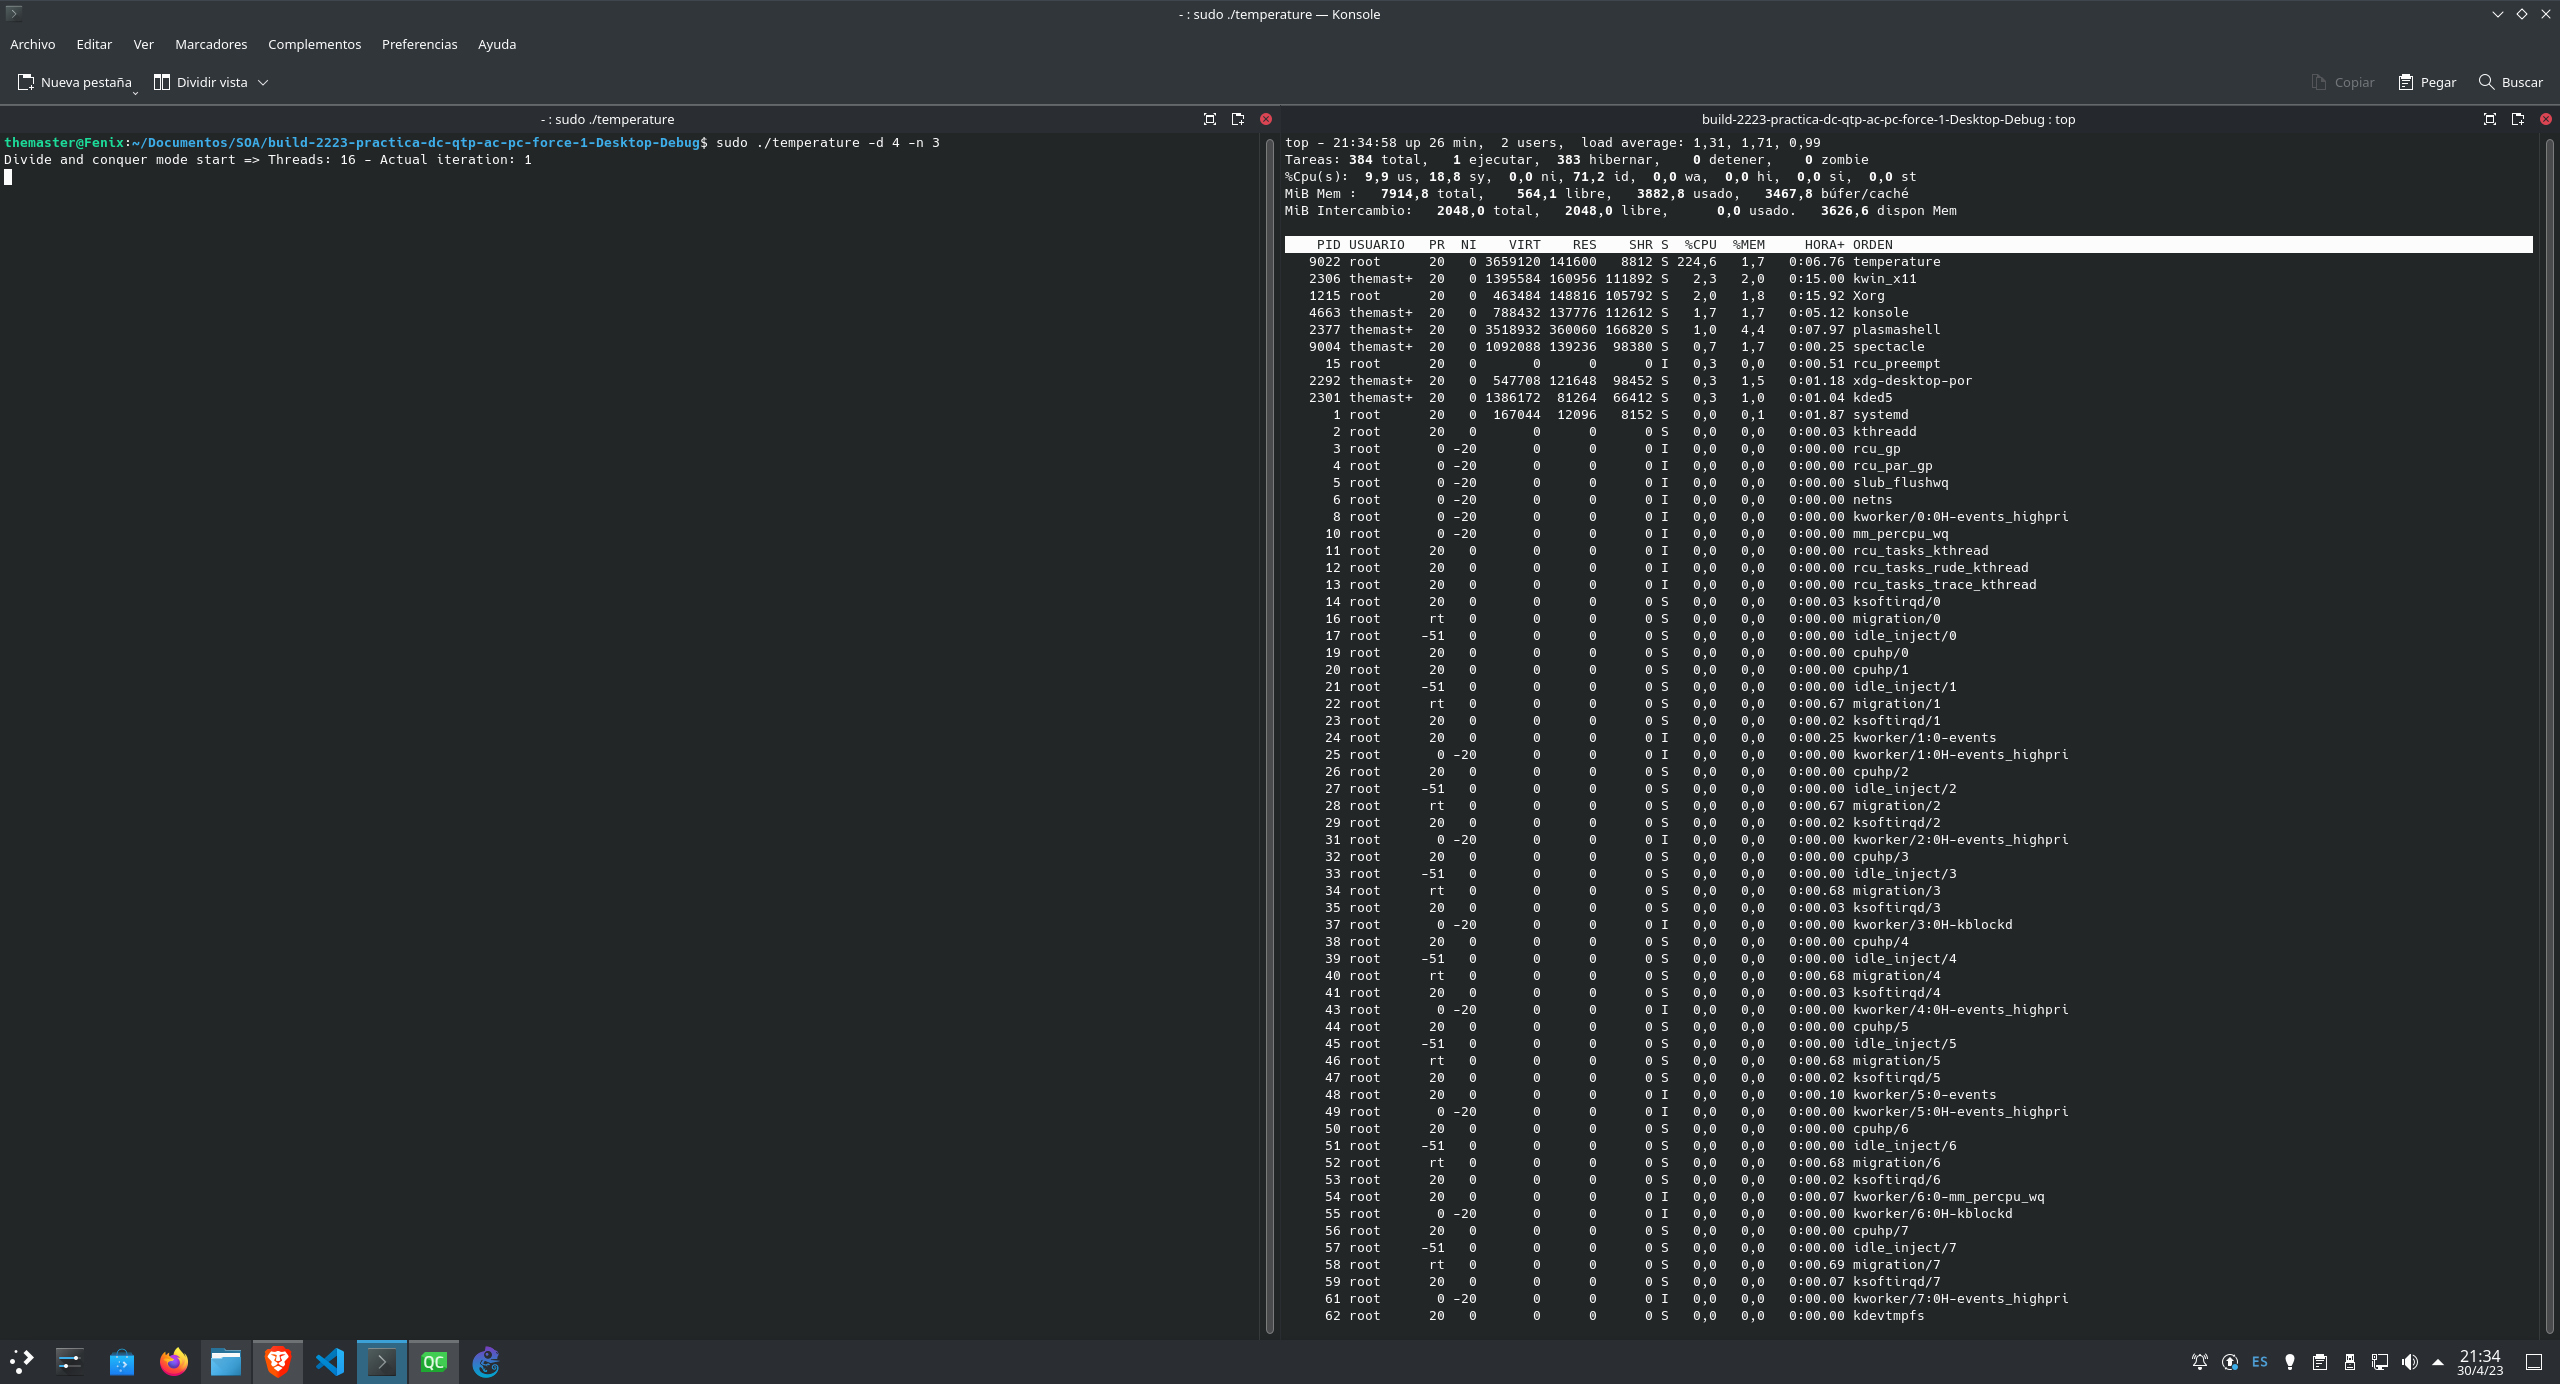 - : sudo ./temperature — Konsole
Archivo Editar Ver Marcadores Complementos Preferencias Ayuda
Nueva pestaña Dividir vista Copiar Pegar Buscar
- : sudo ./temperature
themaster@Fenix:~/Documentos/SOA/build-2223-practica-dc-qtp-ac-pc-force-1-Desktop-Debug$ sudo ./temperature -d 4 -n 3
Divide and conquer mode start => Threads: 16 - Actual iteration: 1
build-2223-practica-dc-qtp-ac-pc-force-1-Desktop-Debug : top
top - 21:34:58 up 26 min, 2 users, load average: 1,31, 1,71, 0,99
Tareas: 384 total, 1 ejecutar, 383 hibernar, 0 detener, 0 zombie
%Cpu(s): 9,9 us, 18,8 sy, 0,0 ni, 71,2 id, 0,0 wa, 0,0 hi, 0,0 si, 0,0 st
MiB Mem : 7914,8 total, 564,1 libre, 3882,8 usado, 3467,8 búfer/caché
MiB Intercambio: 2048,0 total, 2048,0 libre, 0,0 usado. 3626,6 dispon Mem
PID USUARIO PR NI VIRT RES SHR S %CPU %MEM HORA+ ORDEN
9022 root 20 0 3659120 141600 8812 S 224,6 1,7 0:06.76 temperature
2306 themast+ 20 0 1395584 160956 111892 S 2,3 2,0 0:15.00 kwin_x11
1215 root 20 0 463484 148816 105792 S 2,0 1,8 0:15.92 Xorg
4663 themast+ 20 0 788432 137776 112612 S 1,7 1,7 0:05.12 konsole
2377 themast+ 20 0 3518932 360060 166820 S 1,0 4,4 0:07.97 plasmashell
9004 themast+ 20 0 1092088 139236 98380 S 0,7 1,7 0:00.25 spectacle
15 root 20 0 0 0 0 I 0,3 0,0 0:00.51 rcu_preempt
2292 themast+ 20 0 547708 121648 98452 S 0,3 1,5 0:01.18 xdg-desktop-por
2301 themast+ 20 0 1386172 81264 66412 S 0,3 1,0 0:01.04 kded5
1 root 20 0 167044 12096 8152 S 0,0 0,1 0:01.87 systemd
2 root 20 0 0 0 0 S 0,0 0,0 0:00.03 kthreadd
3 root 0 -20 0 0 0 I 0,0 0,0 0:00.00 rcu_gp
4 root 0 -20 0 0 0 I 0,0 0,0 0:00.00 rcu_par_gp
5 root 0 -20 0 0 0 I 0,0 0,0 0:00.00 slub_flushwq
6 root 0 -20 0 0 0 I 0,0 0,0 0:00.00 netns
8 root 0 -20 0 0 0 I 0,0 0,0 0:00.00 kworker/0:0H-events_highpri
10 root 0 -20 0 0 0 I 0,0 0,0 0:00.00 mm_percpu_wq
11 root 20 0 0 0 0 I 0,0 0,0 0:00.00 rcu_tasks_kthread
12 root 20 0 0 0 0 I 0,0 0,0 0:00.00 rcu_tasks_rude_kthread
13 root 20 0 0 0 0 I 0,0 0,0 0:00.00 rcu_tasks_trace_kthread
14 root 20 0 0 0 0 S 0,0 0,0 0:00.03 ksoftirqd/0
16 root rt 0 0 0 0 S 0,0 0,0 0:00.00 migration/0
17 root -51 0 0 0 0 S 0,0 0,0 0:00.00 idle_inject/0
19 root 20 0 0 0 0 S 0,0 0,0 0:00.00 cpuhp/0
20 root 20 0 0 0 0 S 0,0 0,0 0:00.00 cpuhp/1
21 root -51 0 0 0 0 S 0,0 0,0 0:00.00 idle_inject/1
22 root rt 0 0 0 0 S 0,0 0,0 0:00.67 migration/1
23 root 20 0 0 0 0 S 0,0 0,0 0:00.02 ksoftirqd/1
24 root 20 0 0 0 0 I 0,0 0,0 0:00.25 kworker/1:0-events
25 root 0 -20 0 0 0 I 0,0 0,0 0:00.00 kworker/1:0H-events_highpri
26 root 20 0 0 0 0 S 0,0 0,0 0:00.00 cpuhp/2
27 root -51 0 0 0 0 S 0,0 0,0 0:00.00 idle_inject/2
28 root rt 0 0 0 0 S 0,0 0,0 0:00.67 migration/2
29 root 20 0 0 0 0 S 0,0 0,0 0:00.02 ksoftirqd/2
31 root 0 -20 0 0 0 I 0,0 0,0 0:00.00 kworker/2:0H-events_highpri
32 root 20 0 0 0 0 S 0,0 0,0 0:00.00 cpuhp/3
33 root -51 0 0 0 0 S 0,0 0,0 0:00.00 idle_inject/3
34 root rt 0 0 0 0 S 0,0 0,0 0:00.68 migration/3
35 root 20 0 0 0 0 S 0,0 0,0 0:00.03 ksoftirqd/3
37 root 0 -20 0 0 0 I 0,0 0,0 0:00.00 kworker/3:0H-kblockd
38 root 20 0 0 0 0 S 0,0 0,0 0:00.00 cpuhp/4
39 root -51 0 0 0 0 S 0,0 0,0 0:00.00 idle_inject/4
40 root rt 0 0 0 0 S 0,0 0,0 0:00.68 migration/4
41 root 20 0 0 0 0 S 0,0 0,0 0:00.03 ksoftirqd/4
43 root 0 -20 0 0 0 I 0,0 0,0 0:00.00 kworker/4:0H-events_highpri
44 root 20 0 0 0 0 S 0,0 0,0 0:00.00 cpuhp/5
45 root -51 0 0 0 0 S 0,0 0,0 0:00.00 idle_inject/5
46 root rt 0 0 0 0 S 0,0 0,0 0:00.68 migration/5
47 root 20 0 0 0 0 S 0,0 0,0 0:00.02 ksoftirqd/5
48 root 20 0 0 0 0 I 0,0 0,0 0:00.10 kworker/5:0-events
49 root 0 -20 0 0 0 I 0,0 0,0 0:00.00 kworker/5:0H-events_highpri
50 root 20 0 0 0 0 S 0,0 0,0 0:00.00 cpuhp/6
51 root -51 0 0 0 0 S 0,0 0,0 0:00.00 idle_inject/6
52 root rt 0 0 0 0 S 0,0 0,0 0:00.68 migration/6
53 root 20 0 0 0 0 S 0,0 0,0 0:00.02 ksoftirqd/6
54 root 20 0 0 0 0 I 0,0 0,0 0:00.07 kworker/6:0-mm_percpu_wq
55 root 0 -20 0 0 0 I 0,0 0,0 0:00.00 kworker/6:0H-kblockd
56 root 20 0 0 0 0 S 0,0 0,0 0:00.00 cpuhp/7
57 root -51 0 0 0 0 S 0,0 0,0 0:00.00 idle_inject/7
58 root rt 0 0 0 0 S 0,0 0,0 0:00.69 migration/7
59 root 20 0 0 0 0 S 0,0 0,0 0:00.07 ksoftirqd/7
61 root 0 -20 0 0 0 I 0,0 0,0 0:00.00 kworker/7:0H-events_highpri
62 root 20 0 0 0 0 S 0,0 0,0 0:00.00 kdevtmpfs
QC
ES
21:34
30/4/23